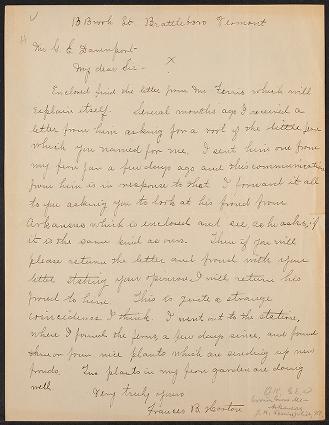 13 Brook St. Brattleboro Vermont
Mr G. E. Davenport-
My dear Sir-
x
Enclosed find the letter from Mr Ferris which will
explain itself. Several months ago I received a
letter from him asking for a root of the little fern
which you named for me. I sent him one from
my fern jar a few days ago and this communication
from him is in response to that. I forward it all
to you asking you to look at his frond from
Arkansas which is enclosed and see, as he asks, if
it is the same kind as ours. Then if you will
please return the letter and frond with your
letter stating your opinion I will return his
frond to him. This is quite a strange
coincidence I think. I went out to the station,
where I found the ferns, a few days since, and found
three or four nice plants which are sending up new
fronds. Two plants in my fern garden are doing
well.
Very truly yours
Frances B. Horton
Arkansas